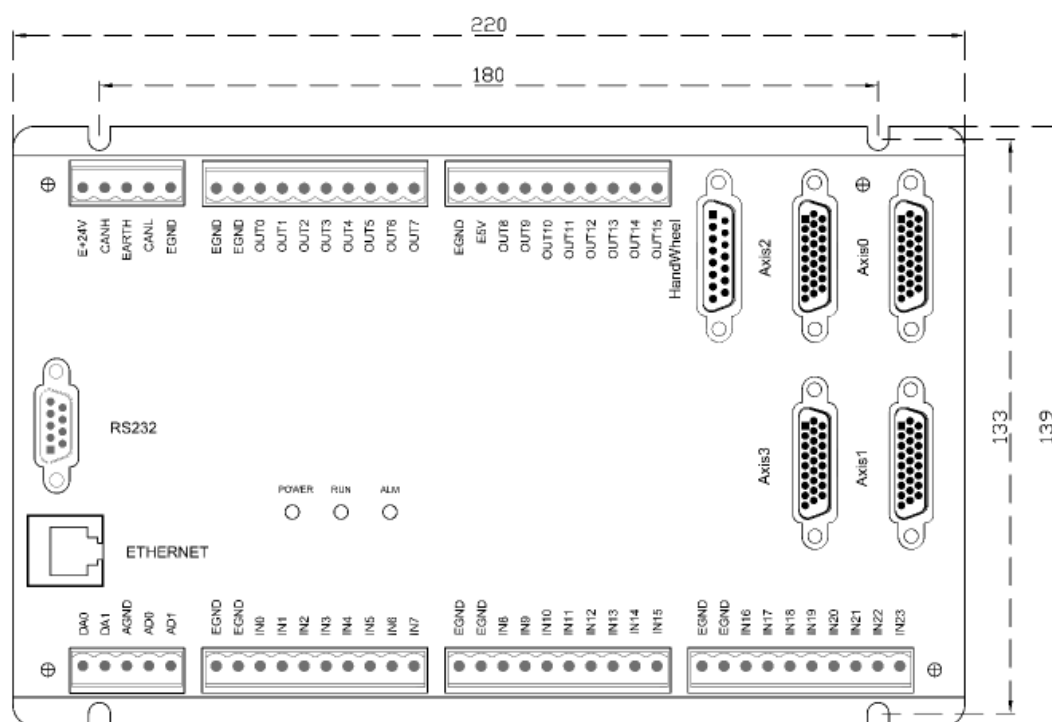 220
180
E+24V CANH EARTH CANL EGND
EGND EGND OUT0 OUT1 OUT2 OUT3 OUT4 OUT5 OUT6 OUT7
EGND E5V OUT8 OUT9 OUT10 OUT11 OUT12 OUT13 OUT14 OUT15
HandWheel
Axis2
Axis0
RS232
Axis3
Axis1
133
139
POWER RUN ALM
ETHERNET
DA0 DA1 AGND AD0 AD1
EGND EGND IN0 IN1 IN2 IN3 IN4 IN5 IN6 IN7
EGND EGND IN8 IN9 IN10 IN11 IN12 IN13 IN14 IN15
EGND EGND IN16 IN17 IN18 IN19 IN20 IN21 IN22 IN23